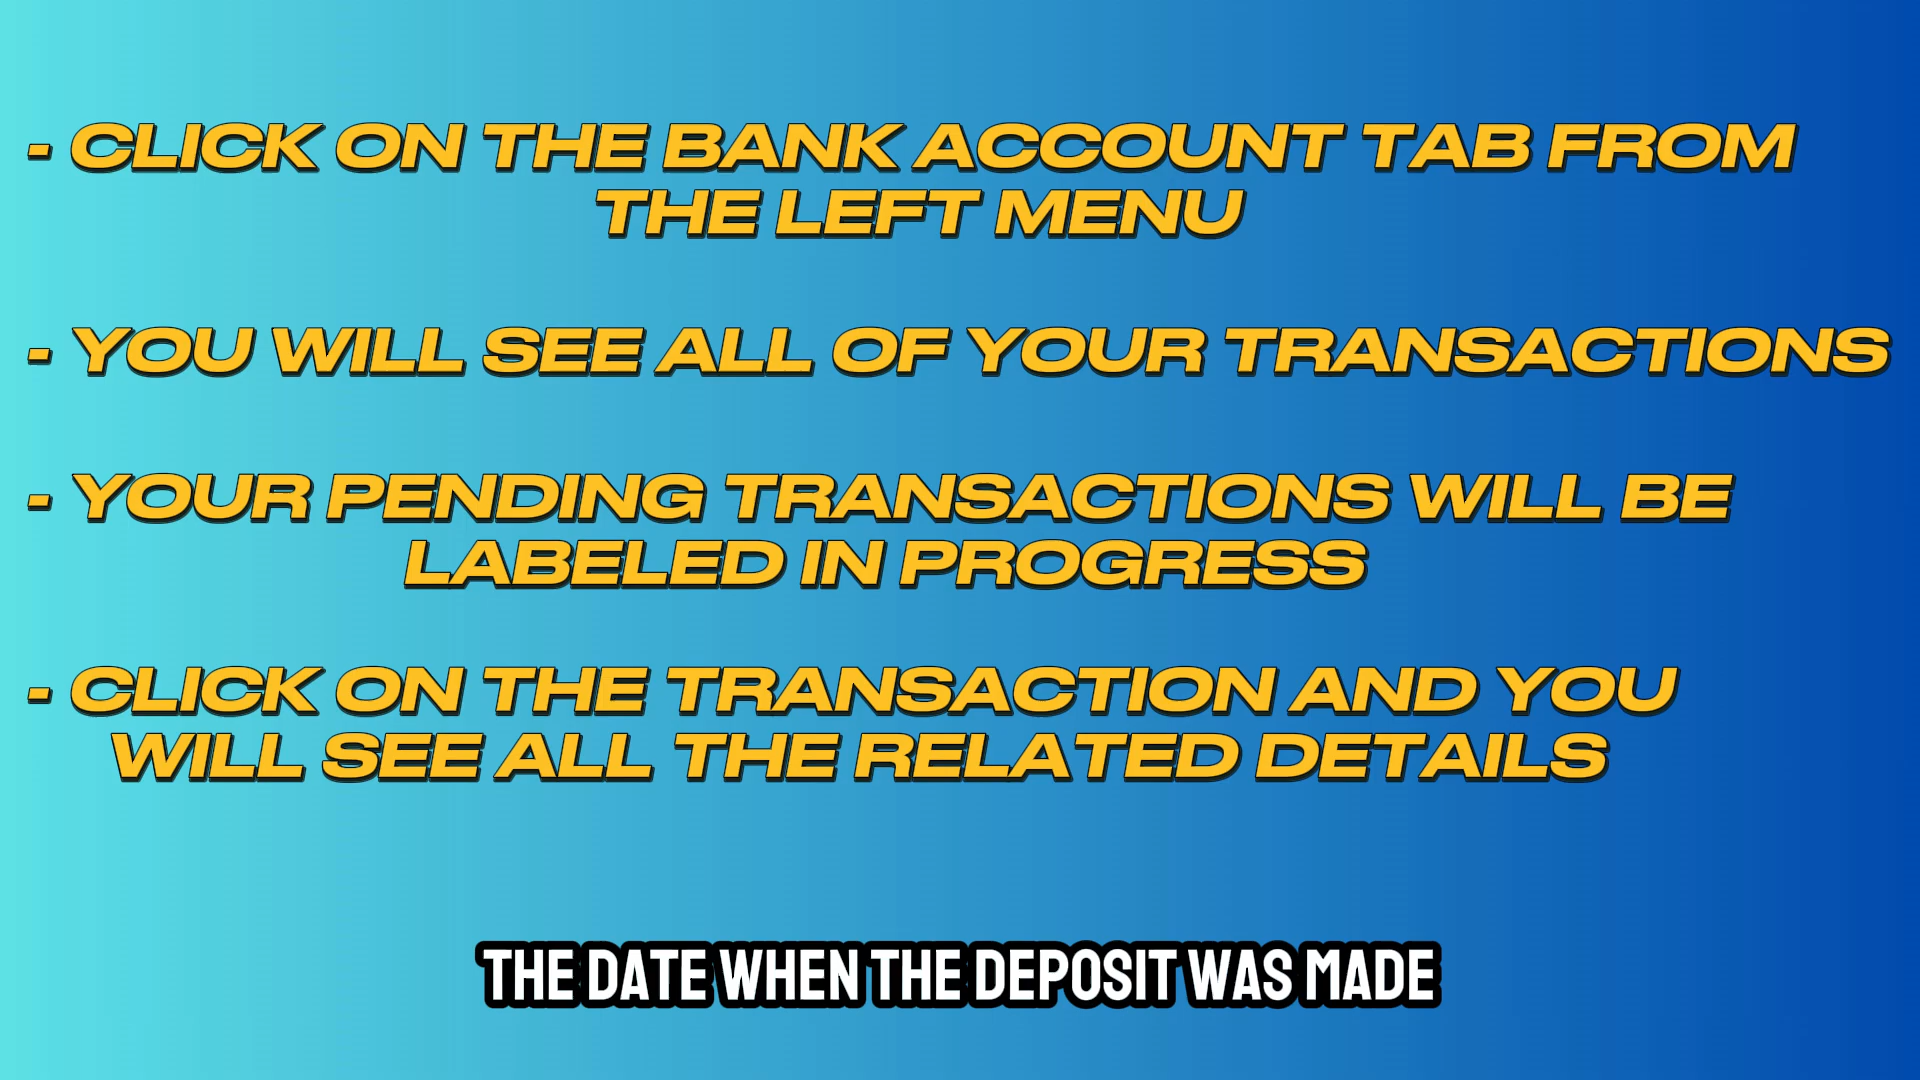 - CLICK ON THE BANK ACCOUNT TAB FROM
THE LEFT MENU
- YOU WILL SEE ALL OF YOUR TRANSACTIONS
- YOUR PENDING TRANSACTIONS WILL BE
LABELED IN PROGRESS
- CLICK ON THE TRANSACTION AND YOU
WILL SEE ALL THE RELATED DETAILS
THE DATE WHEN THE DEPOSIT WAS MADE